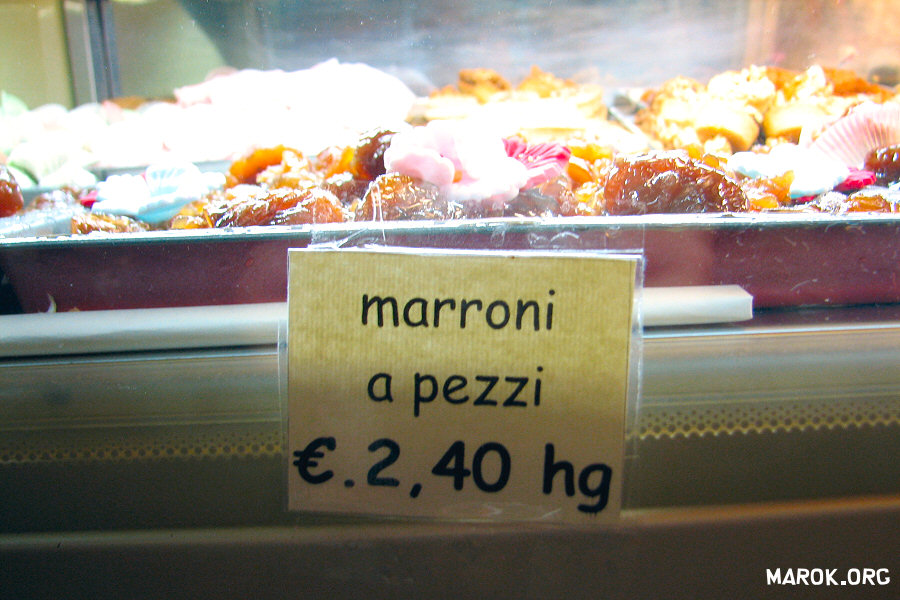 marroni
a pezzi
€.2,40 hg
MAROK.ORG